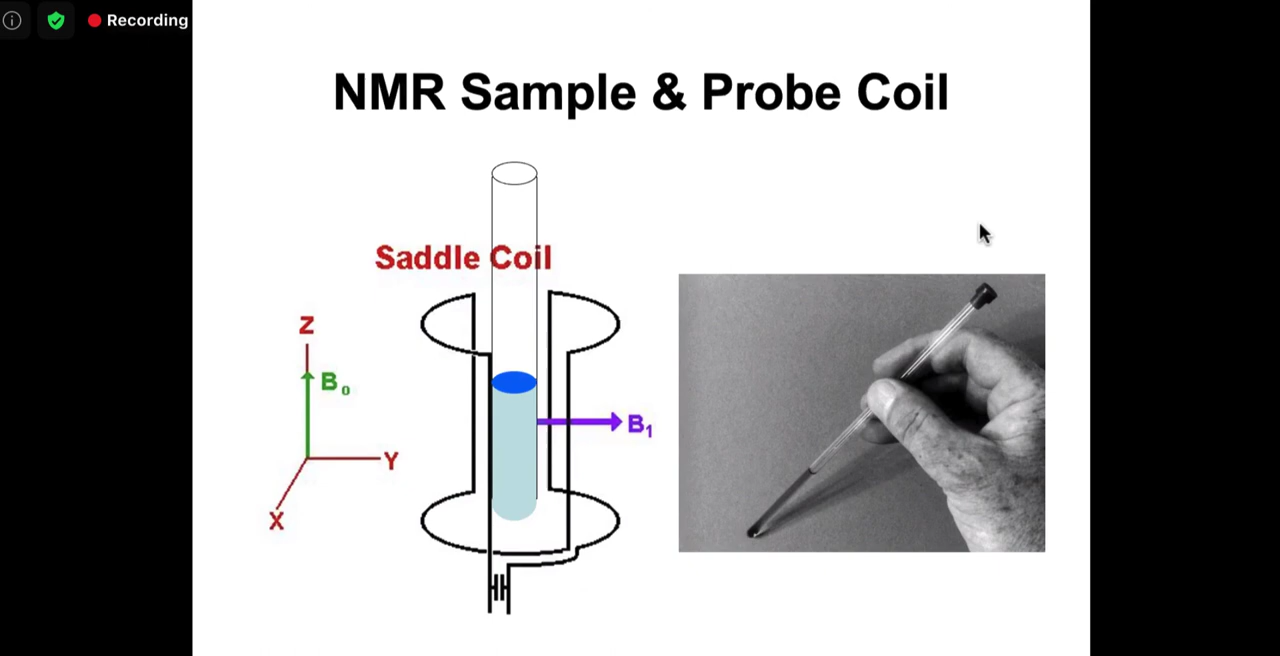 Recording
NMR Sample & Probe Coil
Saddle Coil
Z
B₀
Y
X
B₁